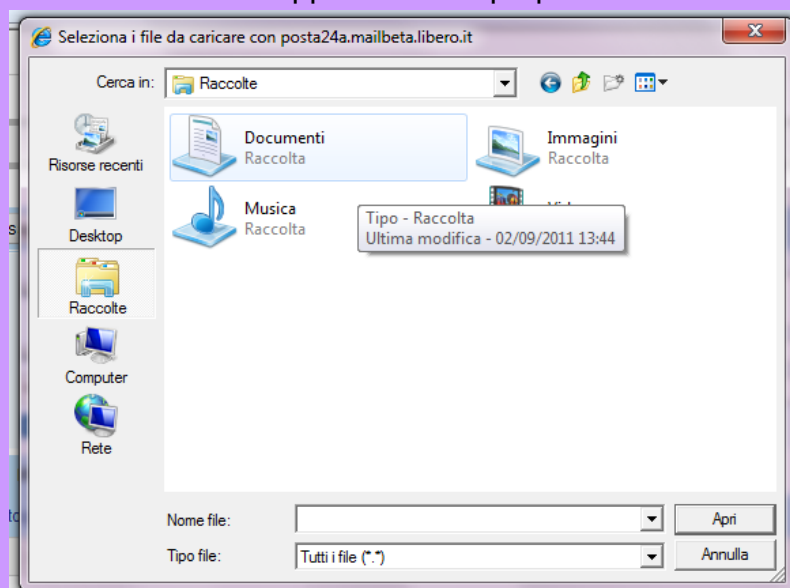 Seleziona i file da caricare con posta24a.mailbeta.libero.it
Cerca in: Raccolte
Documenti
Raccolta
Immagini
Raccolta
Musica
Raccolta
Tipo - Raccolta
Ultima modifica - 02/09/2011 13:44
Risorse recenti
Desktop
Raccolte
Computer
Rete
Nome file:
Apri
Tipo file: Tutti i file (*.*)
Annulla